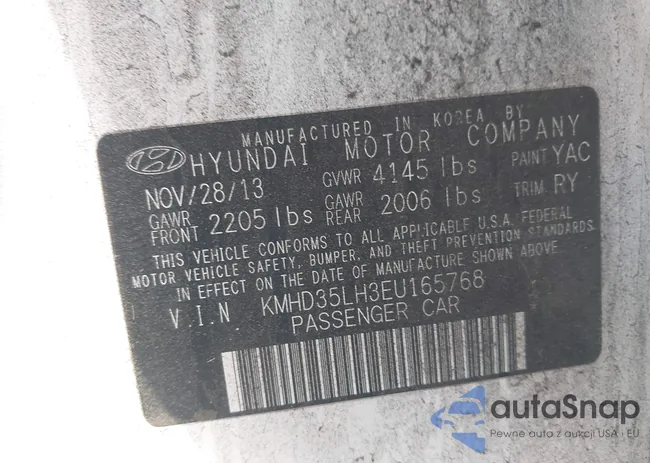 MANUFACTURED IN KOREA BY
HYUNDAI MOTOR COMPANY
NOV/28/13 GVWR 4145 lbs PAINT YAC
GAWR FRONT 2205 lbs GAWR REAR 2006 lbs TRIM RY
THIS VEHICLE CONFORMS TO ALL APPLICABLE U.S.A. FEDERAL
MOTOR VEHICLE SAFETY, BUMPER, AND THEFT PREVENTION STANDARDS
IN EFFECT ON THE DATE OF MANUFACTURE SHOWN ABOVE
V.I.N KMHD35LH3EU165768
PASSENGER CAR
autaSnap
Pewne auta z aukcji USA - EU